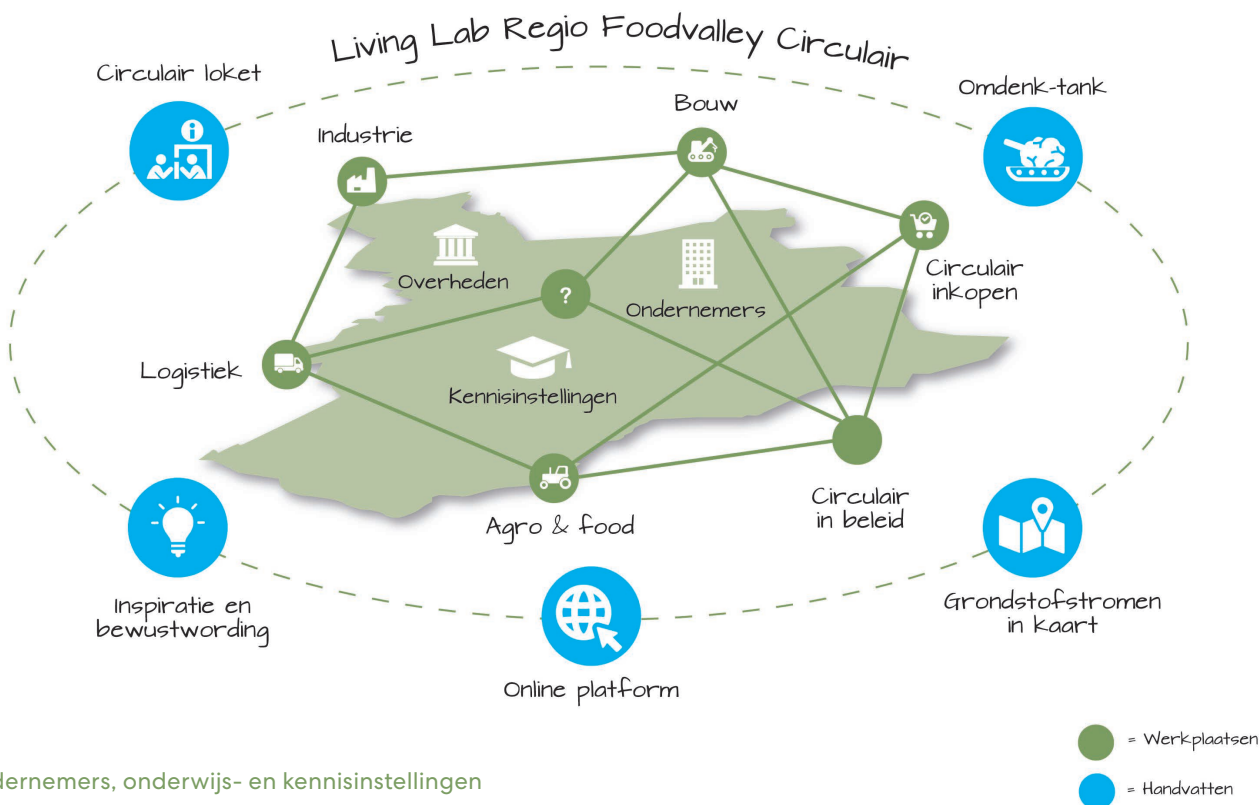 Living Lab Regio Foodvalley Circulair
Circulair loket
Omdenk-tank
Bouw
Industrie
Overheden
Circulair
inkopen
?
Ondernemers
Logistiek
Kennisinstellingen
Circulair
in beleid
Agro & food
Inspiratie en
bewustwording
Grondstofstromen
in kaart
Online platform
= Werkplaatsen
dernemers, onderwijs- en kennisinstellingen
= Handvatten